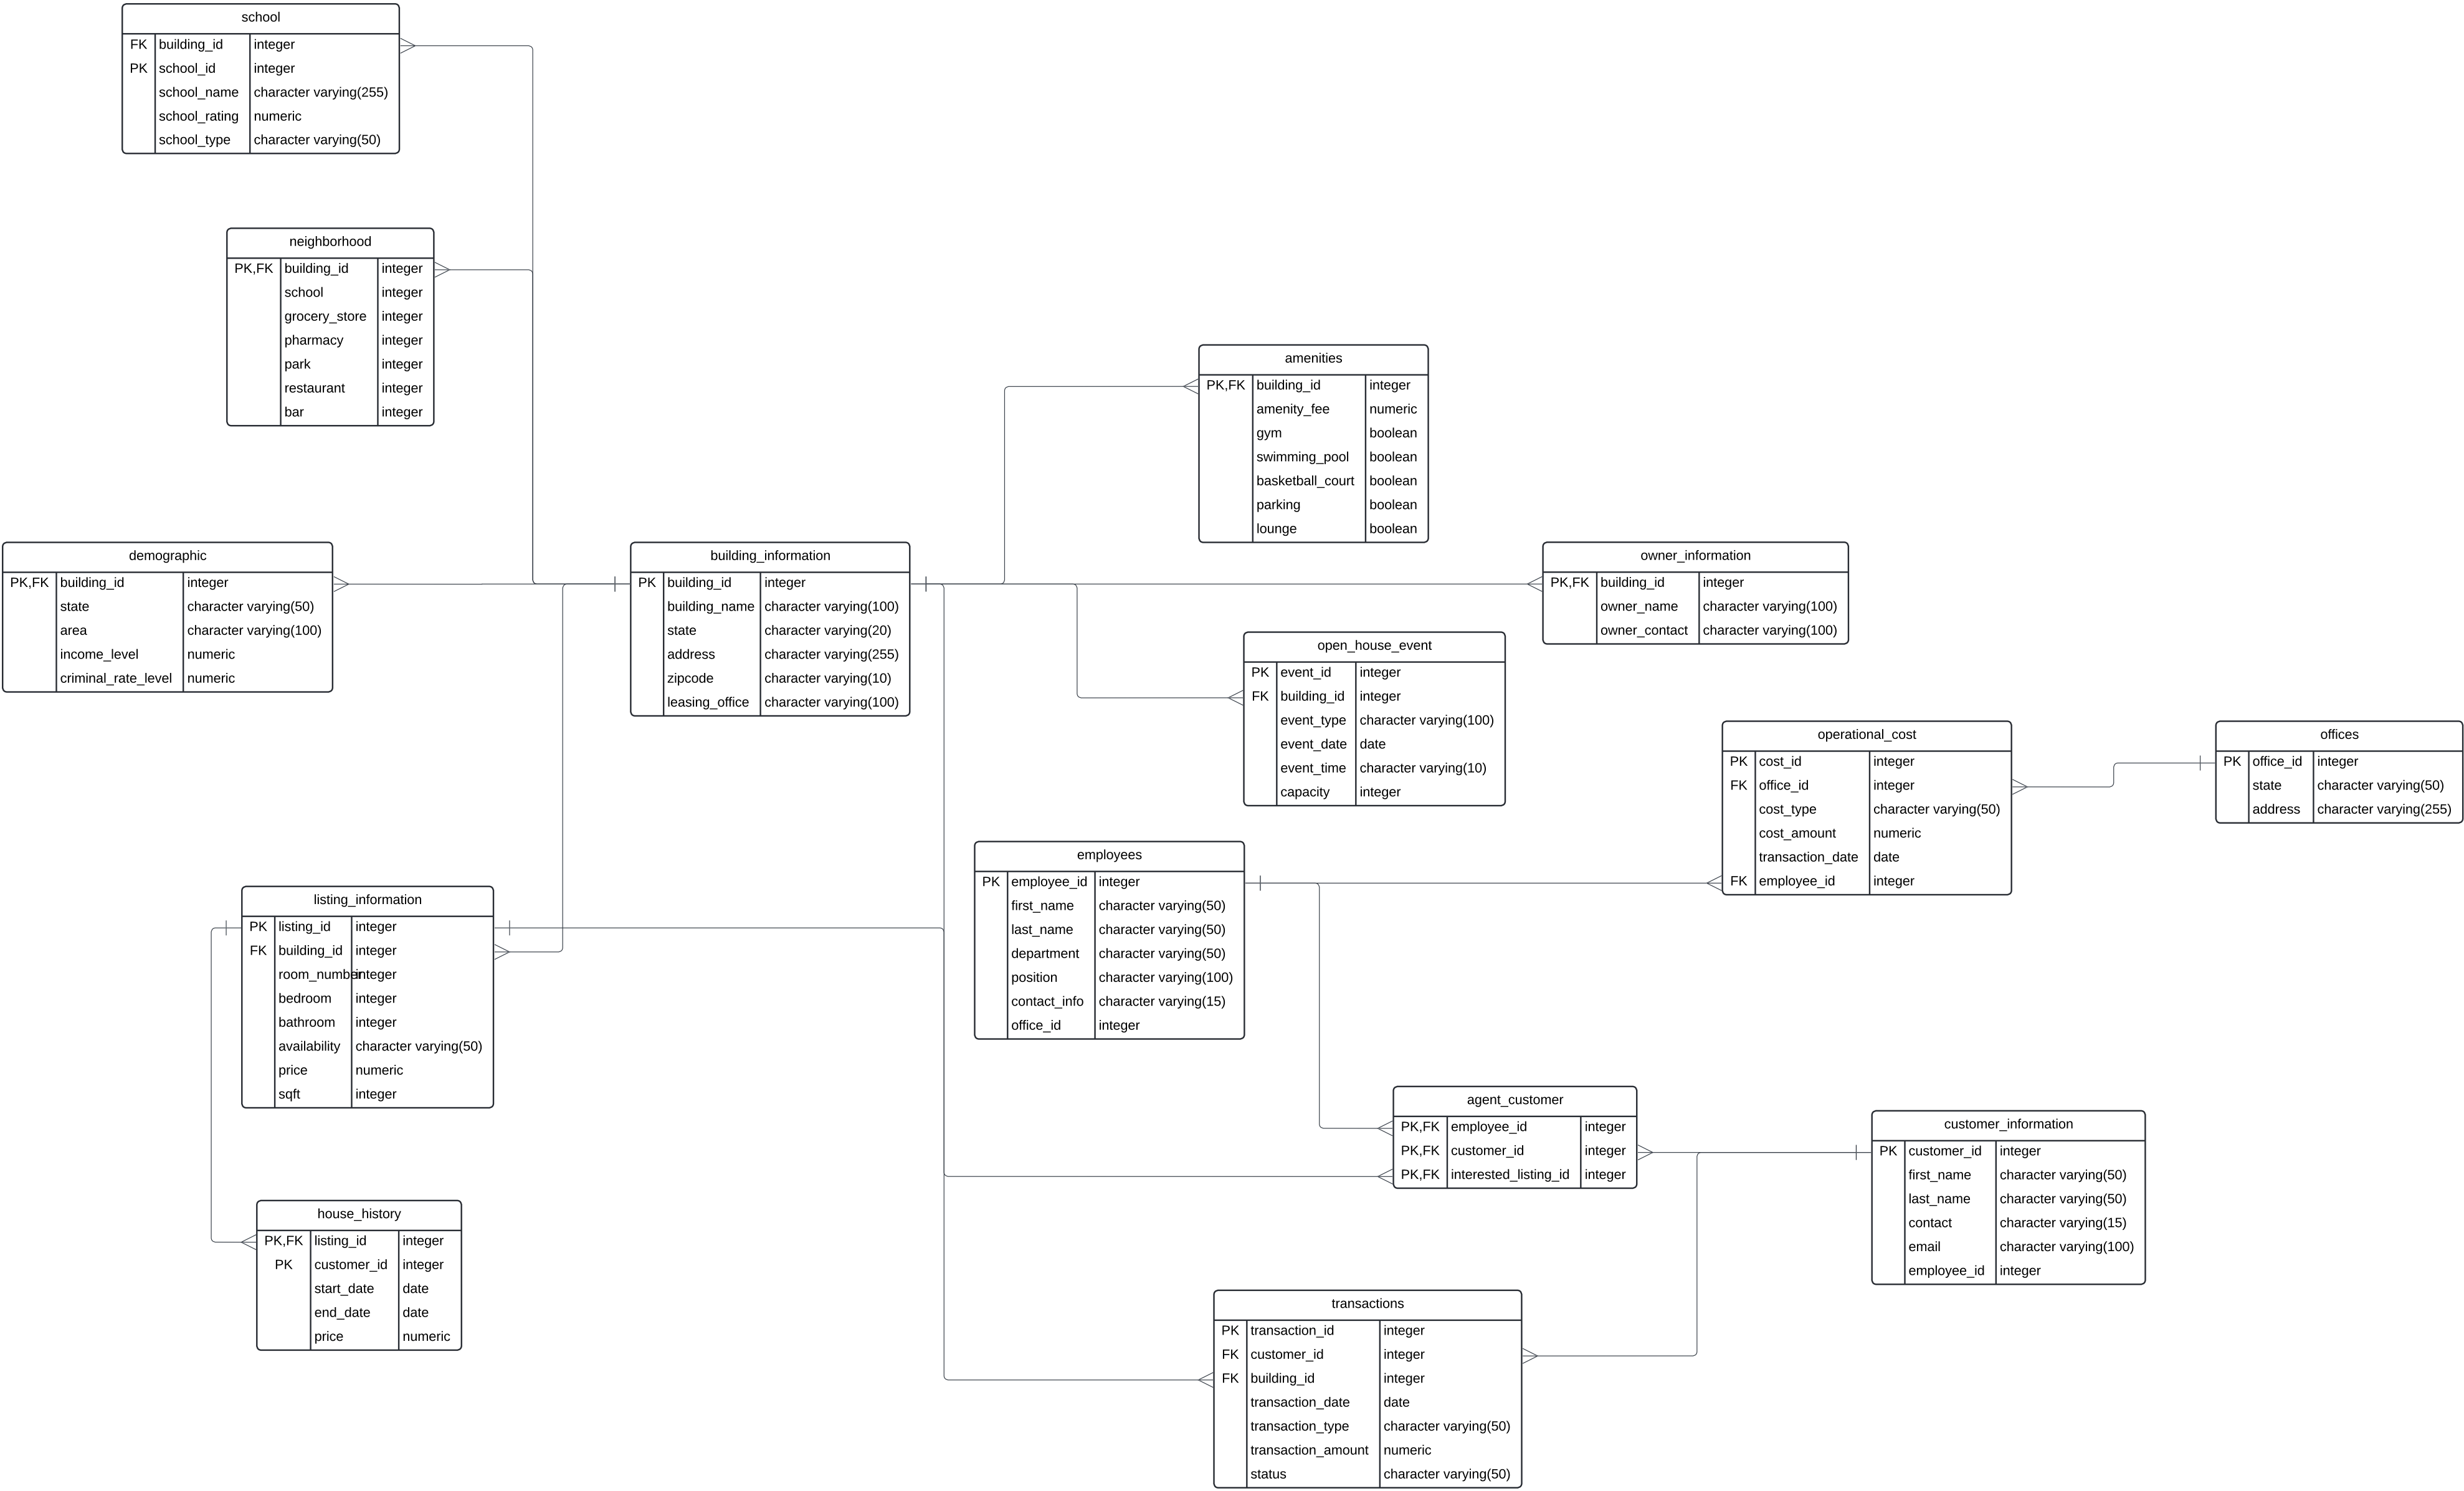 school
FK building_id integer
PK school_id integer
school_name character varying(255)
school_rating numeric
school_type character varying(50)
neighborhood
PK,FK building_id integer
school integer
grocery_store integer
pharmacy integer
park integer
restaurant integer
bar integer
amenities
PK,FK building_id integer
amenity_fee numeric
gym boolean
swimming_pool boolean
basketball_court boolean
parking boolean
lounge boolean
demographic
PK,FK building_id integer
state character varying(50)
area character varying(100)
income_level numeric
criminal_rate_level numeric
building_information
PK building_id integer
building_name character varying(100)
state character varying(20)
address character varying(255)
zipcode character varying(10)
leasing_office character varying(100)
owner_information
PK,FK building_id integer
owner_name character varying(100)
owner_contact character varying(100)
open_house_event
PK event_id integer
FK building_id integer
event_type character varying(100)
event_date date
event_time character varying(10)
capacity integer
operational_cost
PK cost_id integer
FK office_id integer
cost_type character varying(50)
cost_amount numeric
transaction_date date
FK employee_id integer
offices
PK office_id integer
state character varying(50)
address character varying(255)
employees
PK employee_id integer
first_name character varying(50)
last_name character varying(50)
department character varying(50)
position character varying(100)
contact_info character varying(15)
office_id integer
listing_information
PK listing_id integer
FK building_id integer
room_number integer
bedroom integer
bathroom integer
availability character varying(50)
price numeric
sqft integer
agent_customer
PK,FK employee_id integer
PK,FK customer_id integer
PK,FK interested_listing_id integer
customer_information
PK customer_id integer
first_name character varying(50)
last_name character varying(50)
contact character varying(15)
email character varying(100)
employee_id integer
house_history
PK,FK listing_id integer
PK customer_id integer
start_date date
end_date date
price numeric
transactions
PK transaction_id integer
FK customer_id integer
FK building_id integer
transaction_date date
transaction_type character varying(50)
transaction_amount numeric
status character varying(50)